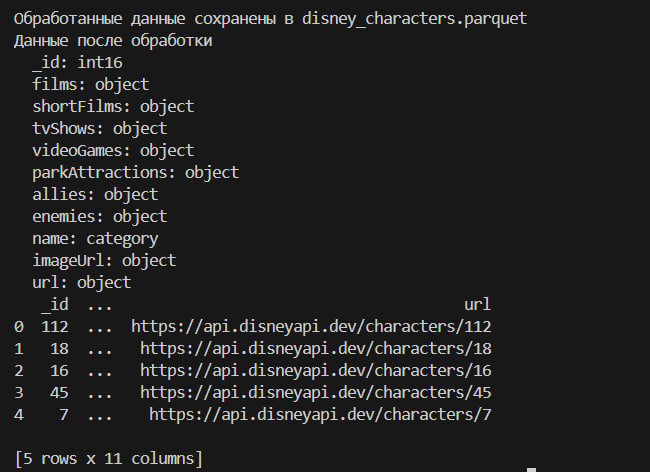 Обработанные данные сохранены в disney_characters.parquet
Данные после обработки
_id: int16
films: object
shortFilms: object
tvShows: object
videoGames: object
parkAttractions: object
allies: object
enemies: object
name: category
imageUrl: object
url: object
_id ... url
0 112 ... https://api.disneyapi.dev/characters/112
1 18 ... https://api.disneyapi.dev/characters/18
2 16 ... https://api.disneyapi.dev/characters/16
3 45 ... https://api.disneyapi.dev/characters/45
4 7 ... https://api.disneyapi.dev/characters/7
[5 rows x 11 columns]